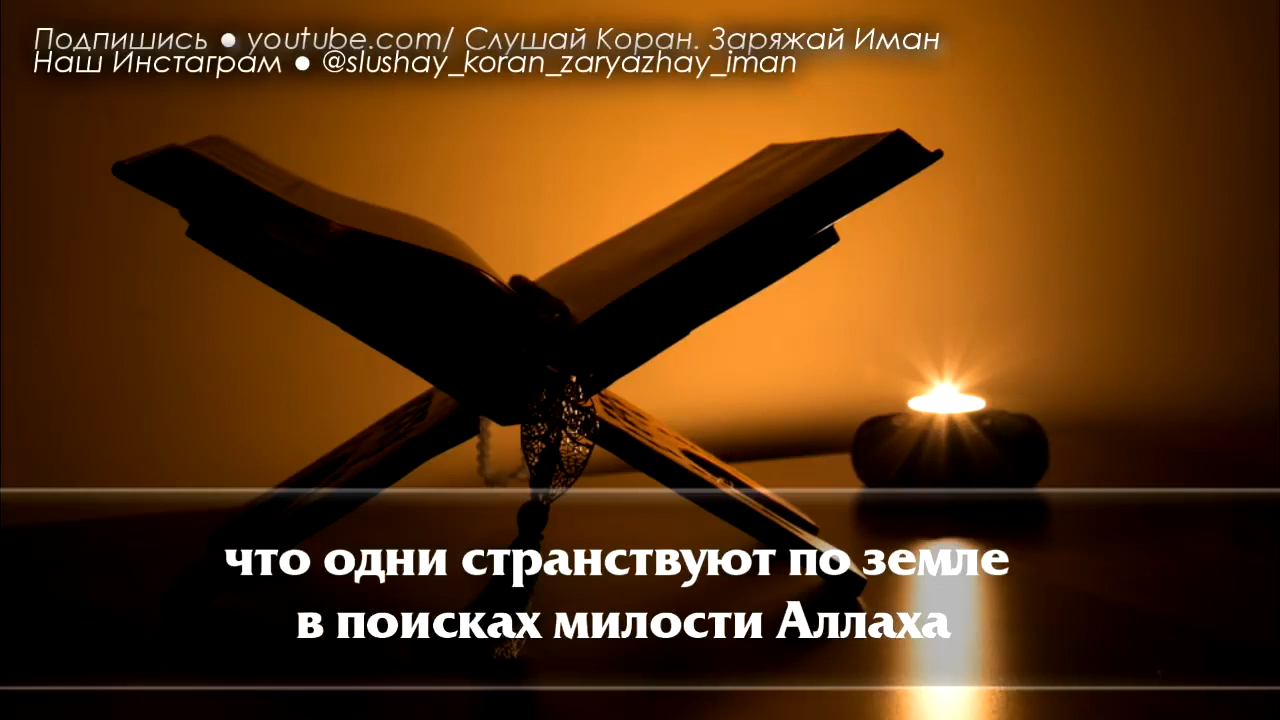 Подпишись ● youtube.com/ Слушай Коран. Заряжай Иман
Наш Инстаграм ● @slushay_koran_zaryazhay_iman
что одни странствуют по земле
в поисках милости Аллаха